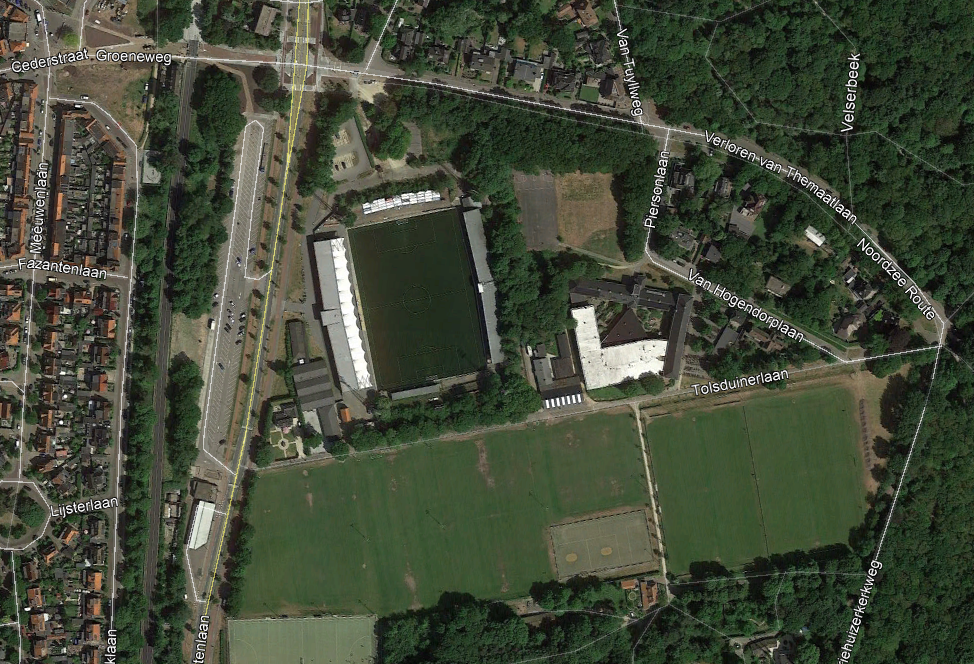 Cederstraat
Groeneweg
Van Tuyllweg
Velserbeek
Verloren van Themaatlaan
Piersonlaan
Meeuwenlaan
Fazantenlaan
Noordzee Route
Van Hogendorplaan
Tolsduinerlaan
Lijsterlaan